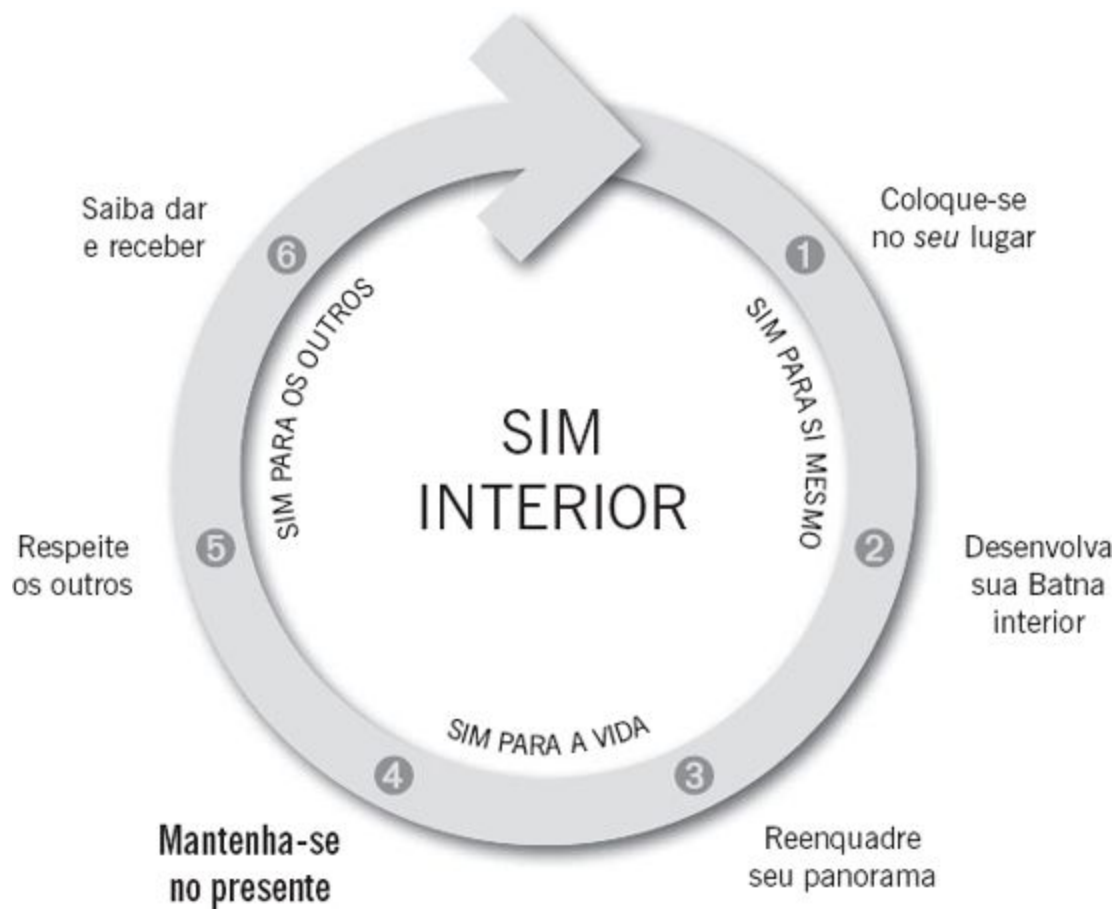 SIM
INTERIOR
SIM PARA SI MESMO
SIM PARA A VIDA
SIM PARA OS OUTROS
1
Coloque-se
no seu lugar
2
Desenvolva
sua Batna
interior
3
Reenquadre
seu panorama
4
Mantenha-se
no presente
5
Respeite
os outros
6
Saiba dar
e receber